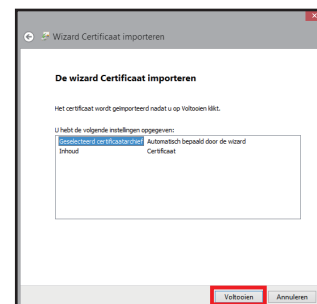 Wizard Certificaat importeren
De wizard Certificaat importeren
Het certificaat wordt geïmporteerd nadat u op Voltooien klikt.
U hebt de volgende instellingen opgegeven:
Geselecteerd certificaatarchief Automatisch bepaald door de wizard
Inhoud Certificaat
Voltooien Annuleren